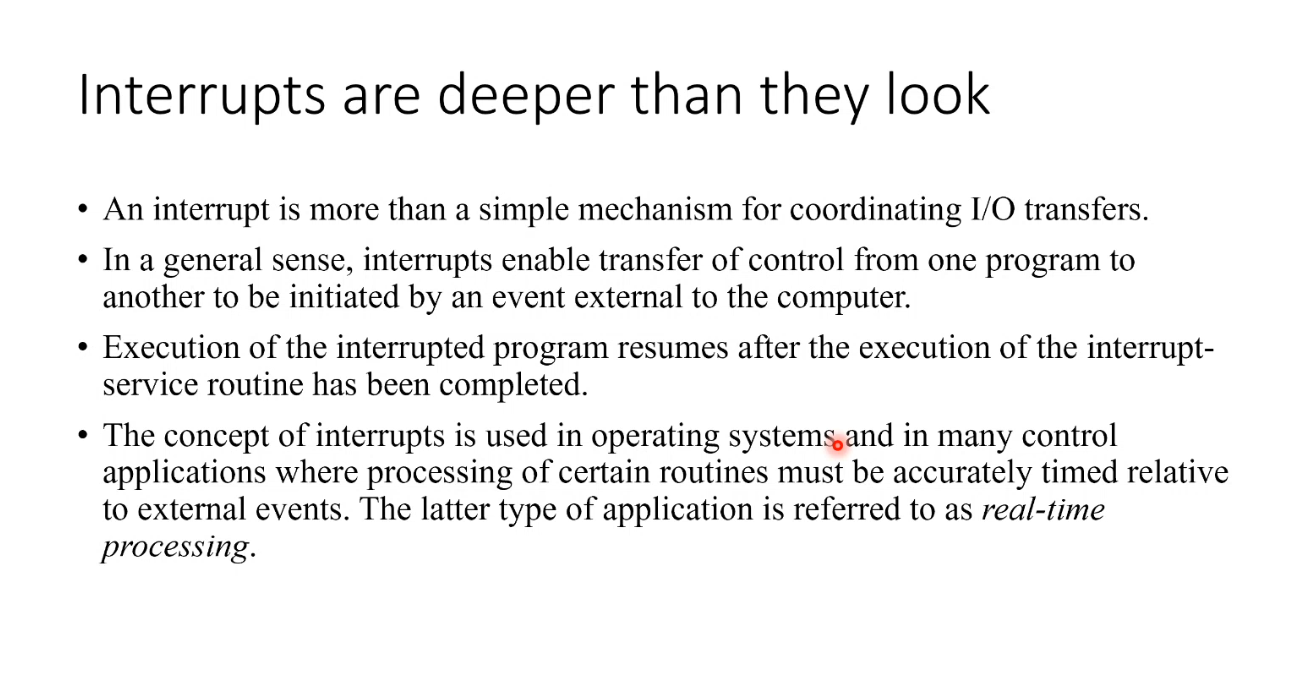 Interrupts are deeper than they look
• An interrupt is more than a simple mechanism for coordinating I/O transfers.
• In a general sense, interrupts enable transfer of control from one program to
another to be initiated by an event external to the computer.
• Execution of the interrupted program resumes after the execution of the interrupt-
service routine has been completed.
• The concept of interrupts is used in operating systems and in many control
applications where processing of certain routines must be accurately timed relative
to external events. The latter type of application is referred to as real-time
processing.